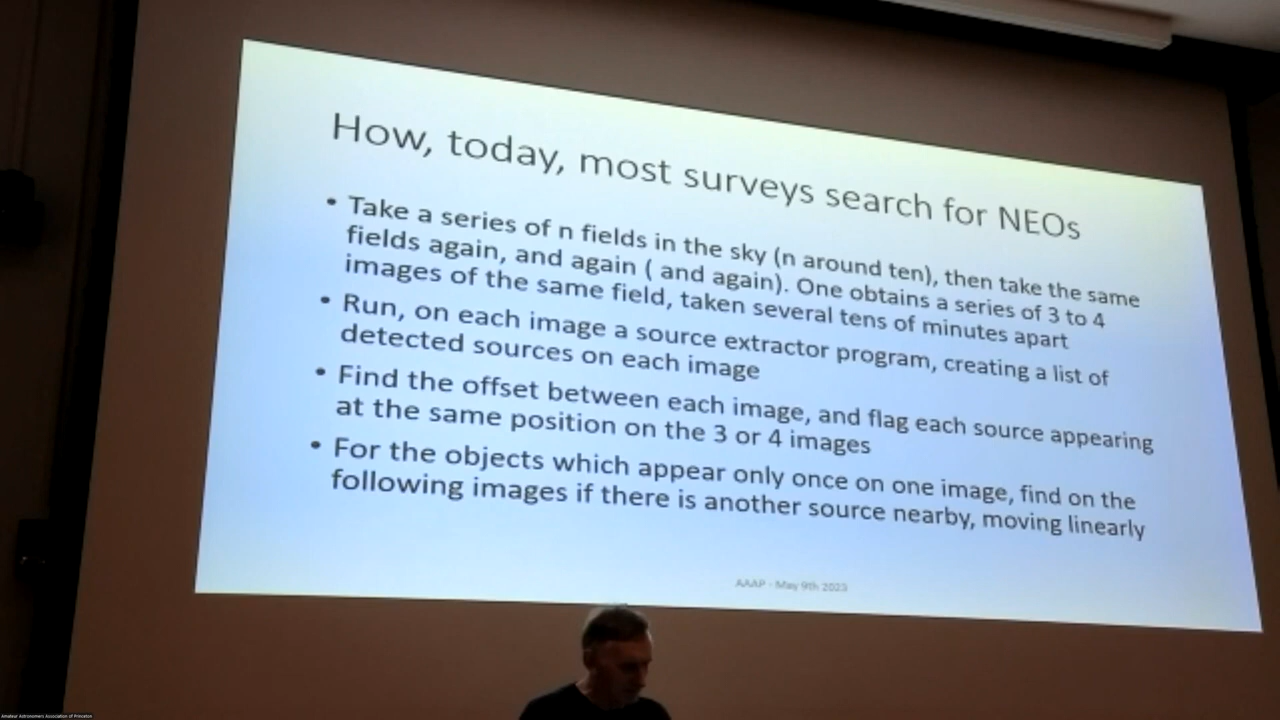 How, today, most surveys search for NEOs
• Take a series of n fields in the sky (n around ten), then take the same
fields again, and again ( and again). One obtains a series of 3 to 4
images of the same field, taken several tens of minutes apart
• Run, on each image a source extractor program, creating a list of
detected sources on each image
• Find the offset between each image, and flag each source appearing
at the same position on the 3 or 4 images
• For the objects which appear only once on one image, find on the
following images if there is another source nearby, moving linearly
AAAP - May 9th 2023
Amateur Astronomers Association of Princeton